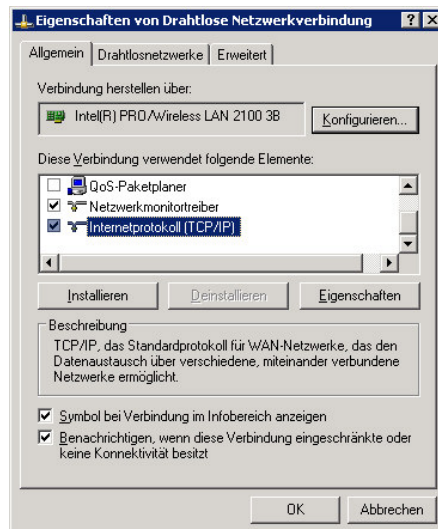 Eigenschaften von Drahtlose Netzwerkverbindung
Allgemein Drahtlosnetzwerke Erweitert
Verbindung herstellen über:
Intel(R) PRO/Wireless LAN 2100 3B
Konfigurieren...
Diese Verbindung verwendet folgende Elemente:
QoS-Paketplaner
Netzwerkmonitortreiber
Internetprotokoll (TCP/IP)
Installieren Deinstallieren Eigenschaften
Beschreibung
TCP/IP, das Standardprotokoll für WAN-Netzwerke, das den
Datenaustausch über verschiedene, miteinander verbundene
Netzwerke ermöglicht.
Symbol bei Verbindung im Infobereich anzeigen
Benachrichtigen, wenn diese Verbindung eingeschränkte oder
keine Konnektivität besitzt
OK Abbrechen